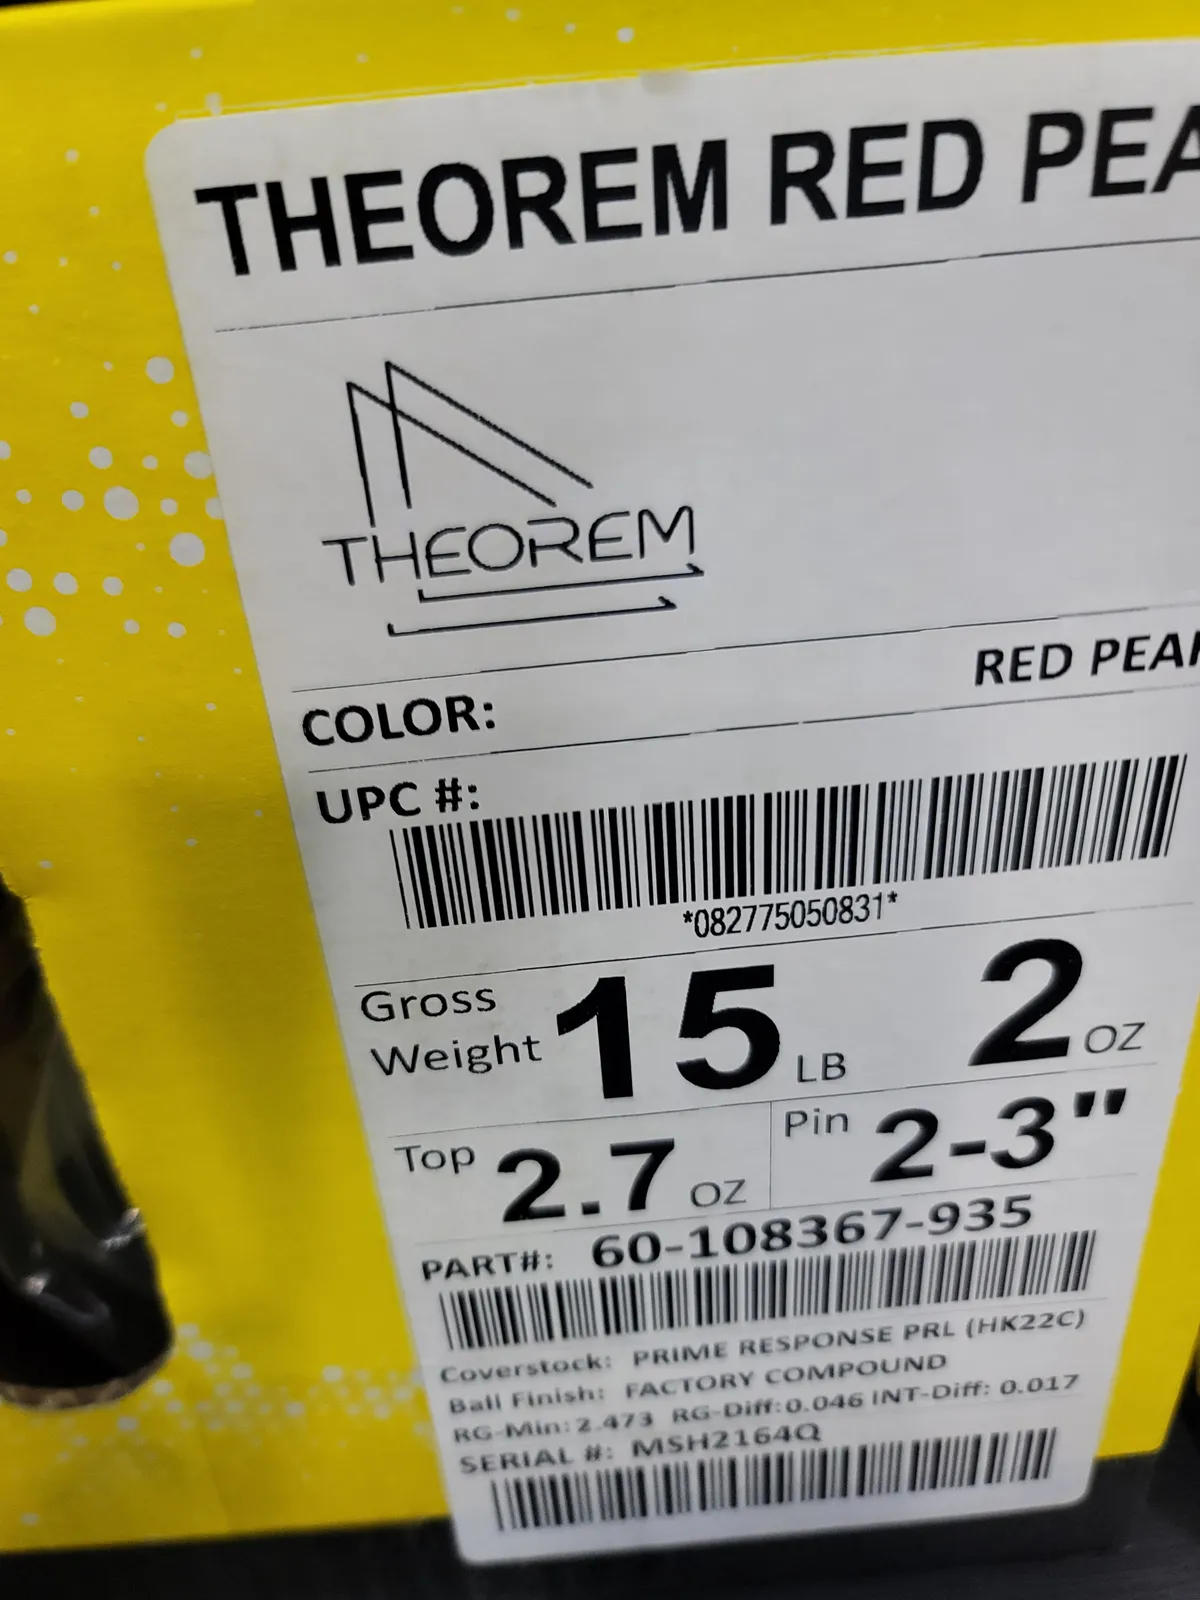 THEOREM RED PEA
THEOREM
COLOR: RED PEA
UPC #:
*082775050831*
Gross Weight 15 LB 2 OZ
Top 2.7 OZ Pin 2-3"
PART#: 60-108367-935
Coverstock: PRIME RESPONSE PRL (HK22C)
Ball Finish: FACTORY COMPOUND
RG-Min: 2.473 RG-Diff: 0.046 INT-Diff: 0.017
SERIAL #: MSH2164Q